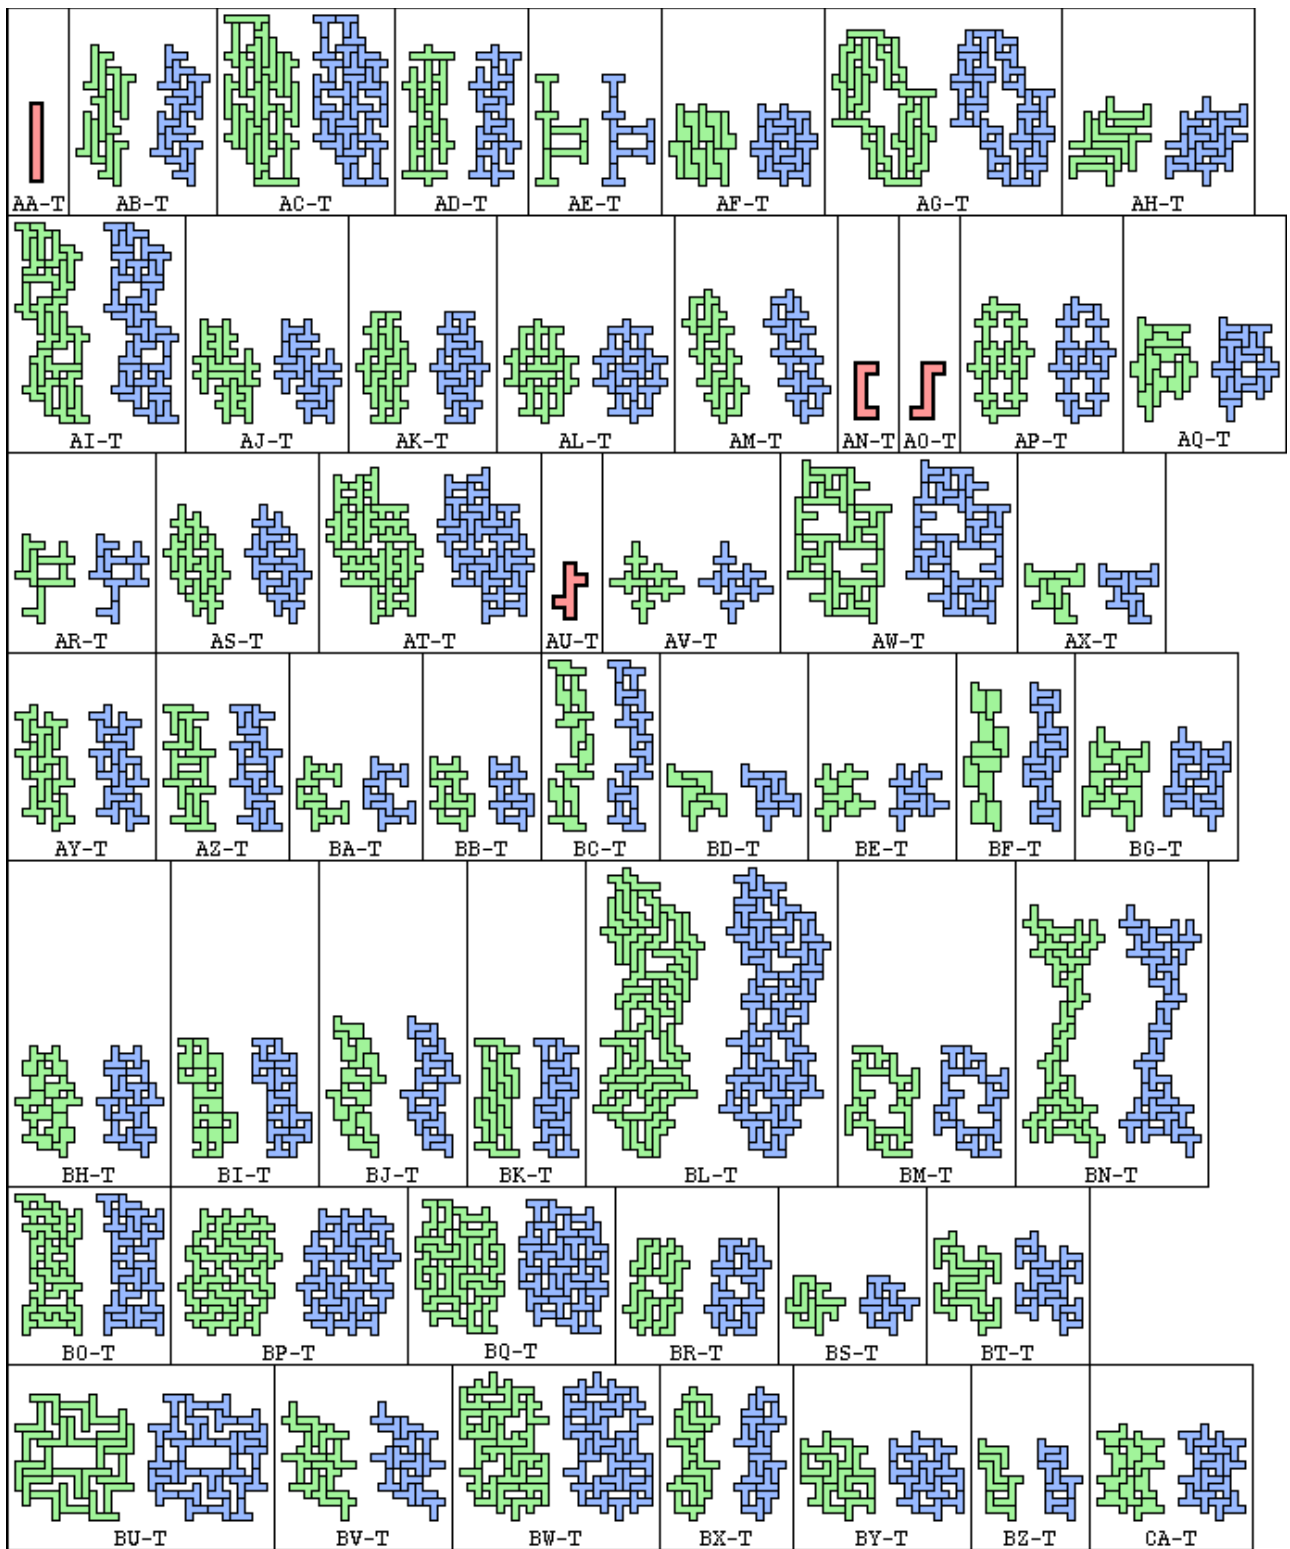 AA-T AB-T AC-T AD-T AE-T AF-T AG-T AH-T
AI-T AJ-T AK-T AL-T AM-T AN-T AO-T AP-T AQ-T
AR-T AS-T AT-T AU-T AV-T AW-T AX-T
AY-T AZ-T BA-T BB-T BC-T BD-T BE-T BF-T BG-T
BH-T BI-T BJ-T BK-T BL-T BM-T BN-T
BO-T BP-T BQ-T BR-T BS-T BT-T
BU-T BV-T BW-T BX-T BY-T BZ-T CA-T